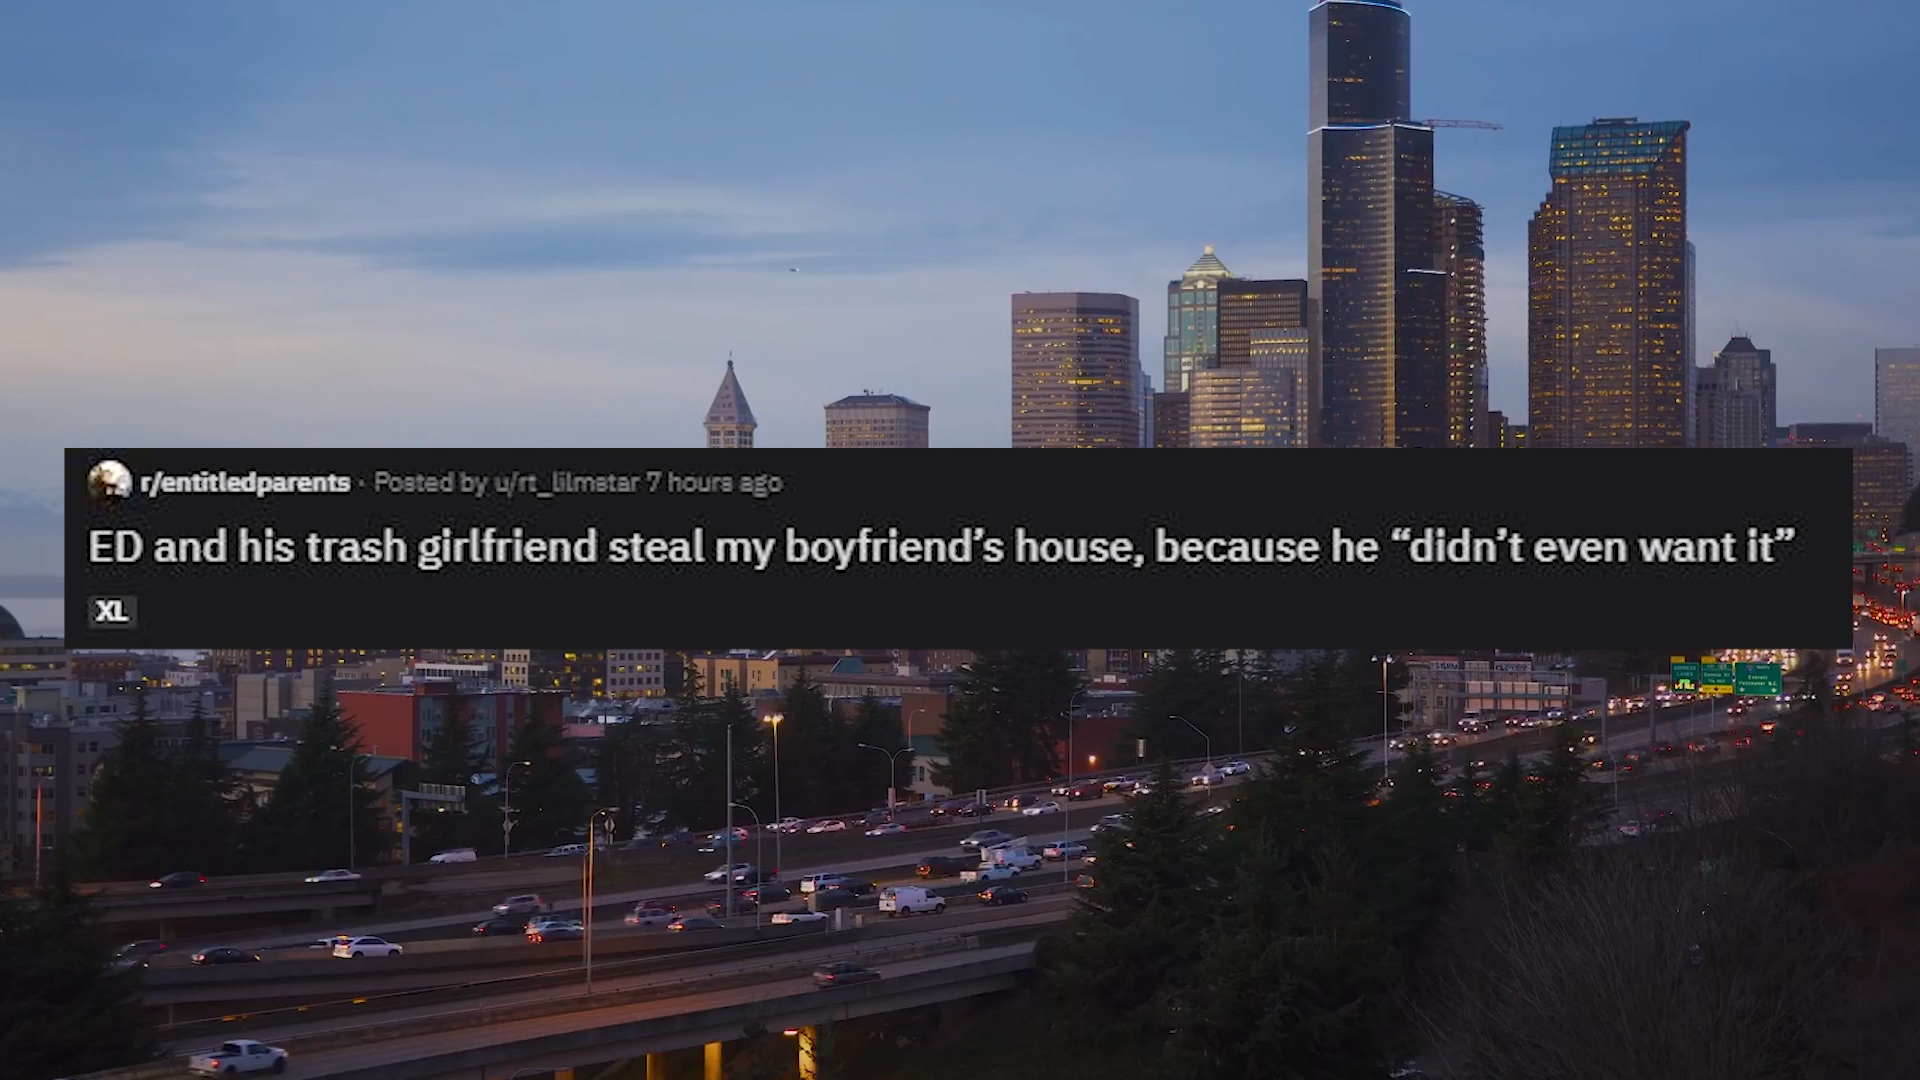 r/entitledparents · Posted by u/rt_lilmstar 7 hours ago
ED and his trash girlfriend steal my boyfriend’s house, because he “didn’t even want it”
XL